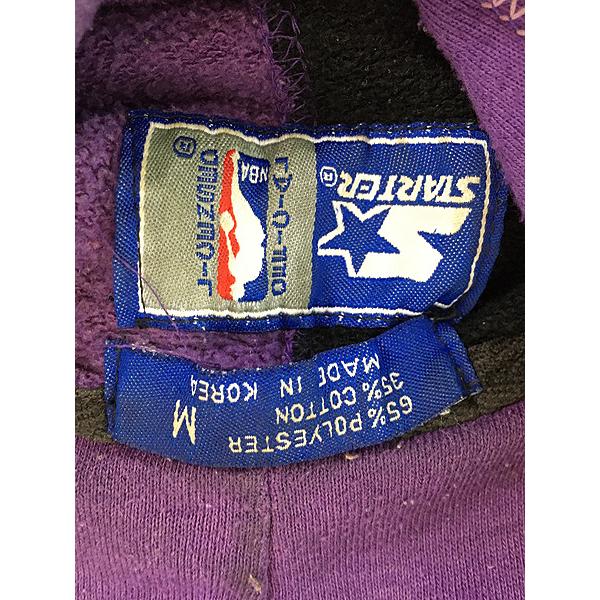 STARTER®
OFFICIAL
NBA
LICENSED
®
65% POLYESTER
35% COTTON
MADE IN KOREA
M